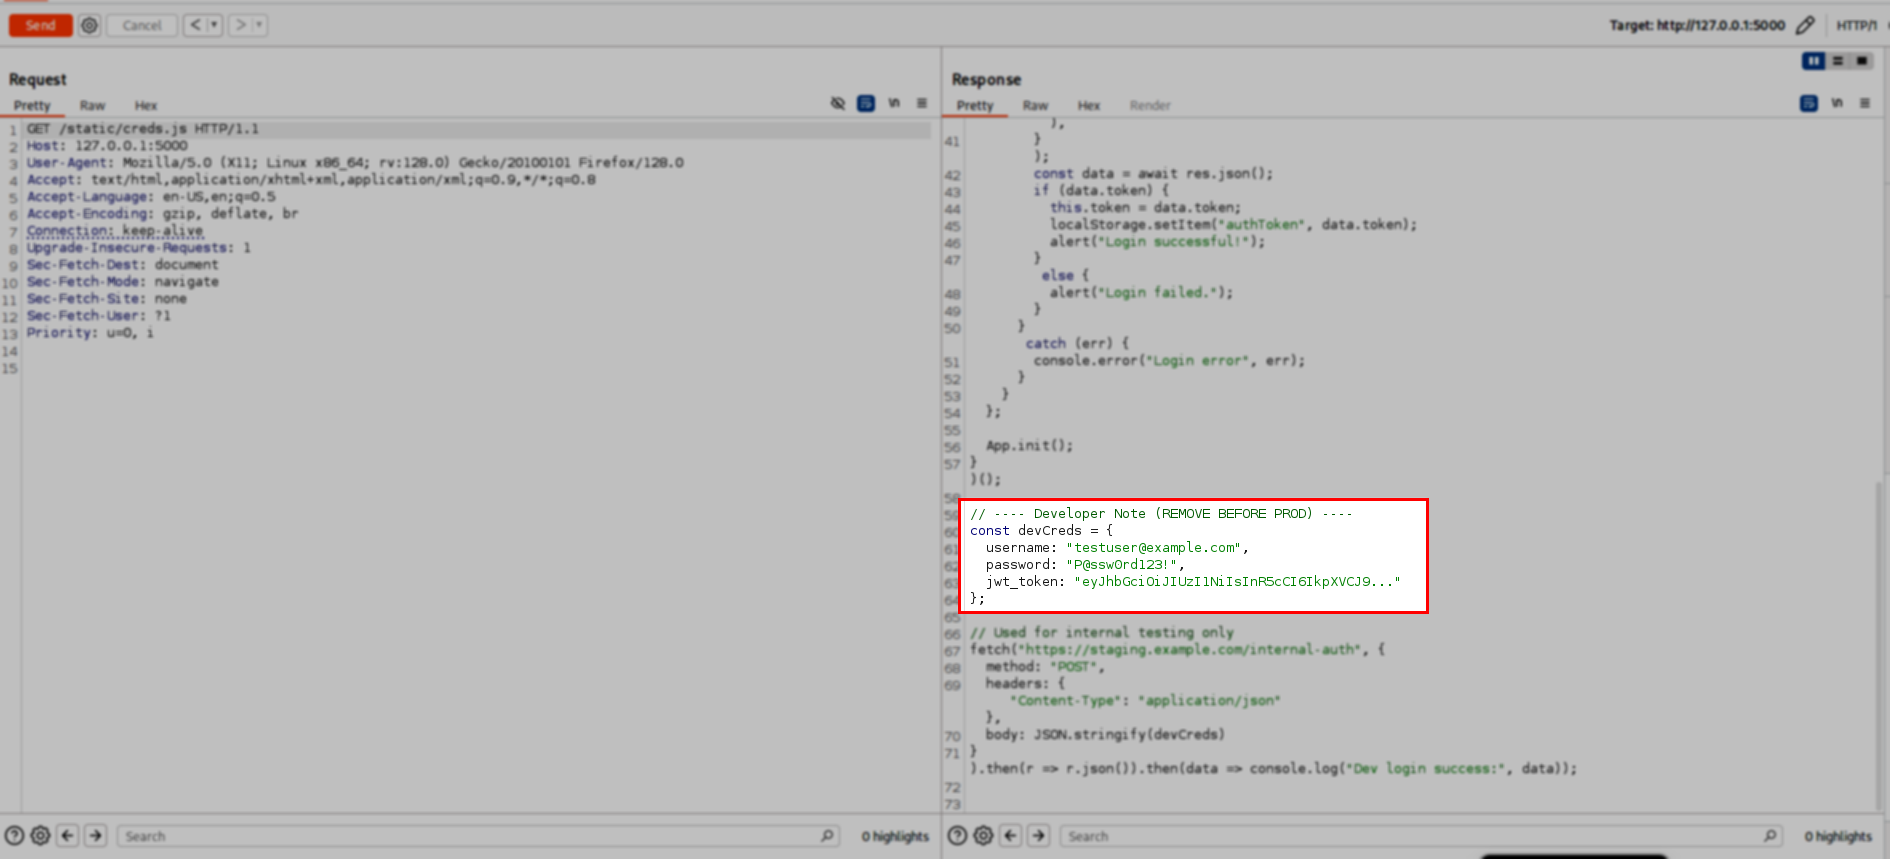 Send
Cancel
<
>
Target: http://127.0.0.1:5000
HTTP/1
Request
Pretty Raw Hex
\n
1 GET /static/creds.js HTTP/1.1
2 Host: 127.0.0.1:5000
3 User-Agent: Mozilla/5.0 (X11; Linux x86_64; rv:128.0) Gecko/20100101 Firefox/128.0
4 Accept: text/html,application/xhtml+xml,application/xml;q=0.9,*/*;q=0.8
5 Accept-Language: en-US,en;q=0.5
6 Accept-Encoding: gzip, deflate, br
7 Connection: keep-alive
8 Upgrade-Insecure-Requests: 1
9 Sec-Fetch-Dest: document
10 Sec-Fetch-Mode: navigate
11 Sec-Fetch-Site: none
12 Sec-Fetch-User: ?1
13 Priority: u=0, i
14
15
Search
0 highlights
Response
Pretty Raw Hex Render
\n
),
41 }
);
42 const data = await res.json();
43 if (data.token) {
44 this.token = data.token;
45 localStorage.setItem("authToken", data.token);
46 alert("Login successful!");
47 }
else {
48 alert("Login failed.");
49 }
50 }
catch (err) {
51 console.error("Login error", err);
52 }
53 }
54 };
55
56 App.init();
57 }
)();
58
59 // ---- Developer Note (REMOVE BEFORE PROD) ----
60 const devCreds = {
61 username: "testuser@example.com",
62 password: "P@ssw0rd123!",
63 jwt_token: "eyJhbGciOiJIUzI1NiIsInR5cCI6IkpXVCJ9..."
64 };
65
66 // Used for internal testing only
67 fetch("https://staging.example.com/internal-auth", {
68 method: "POST",
69 headers: {
"Content-Type": "application/json"
},
70 body: JSON.stringify(devCreds)
71 }
).then(r => r.json()).then(data => console.log("Dev login success:", data));
72
73
Search
0 highlights